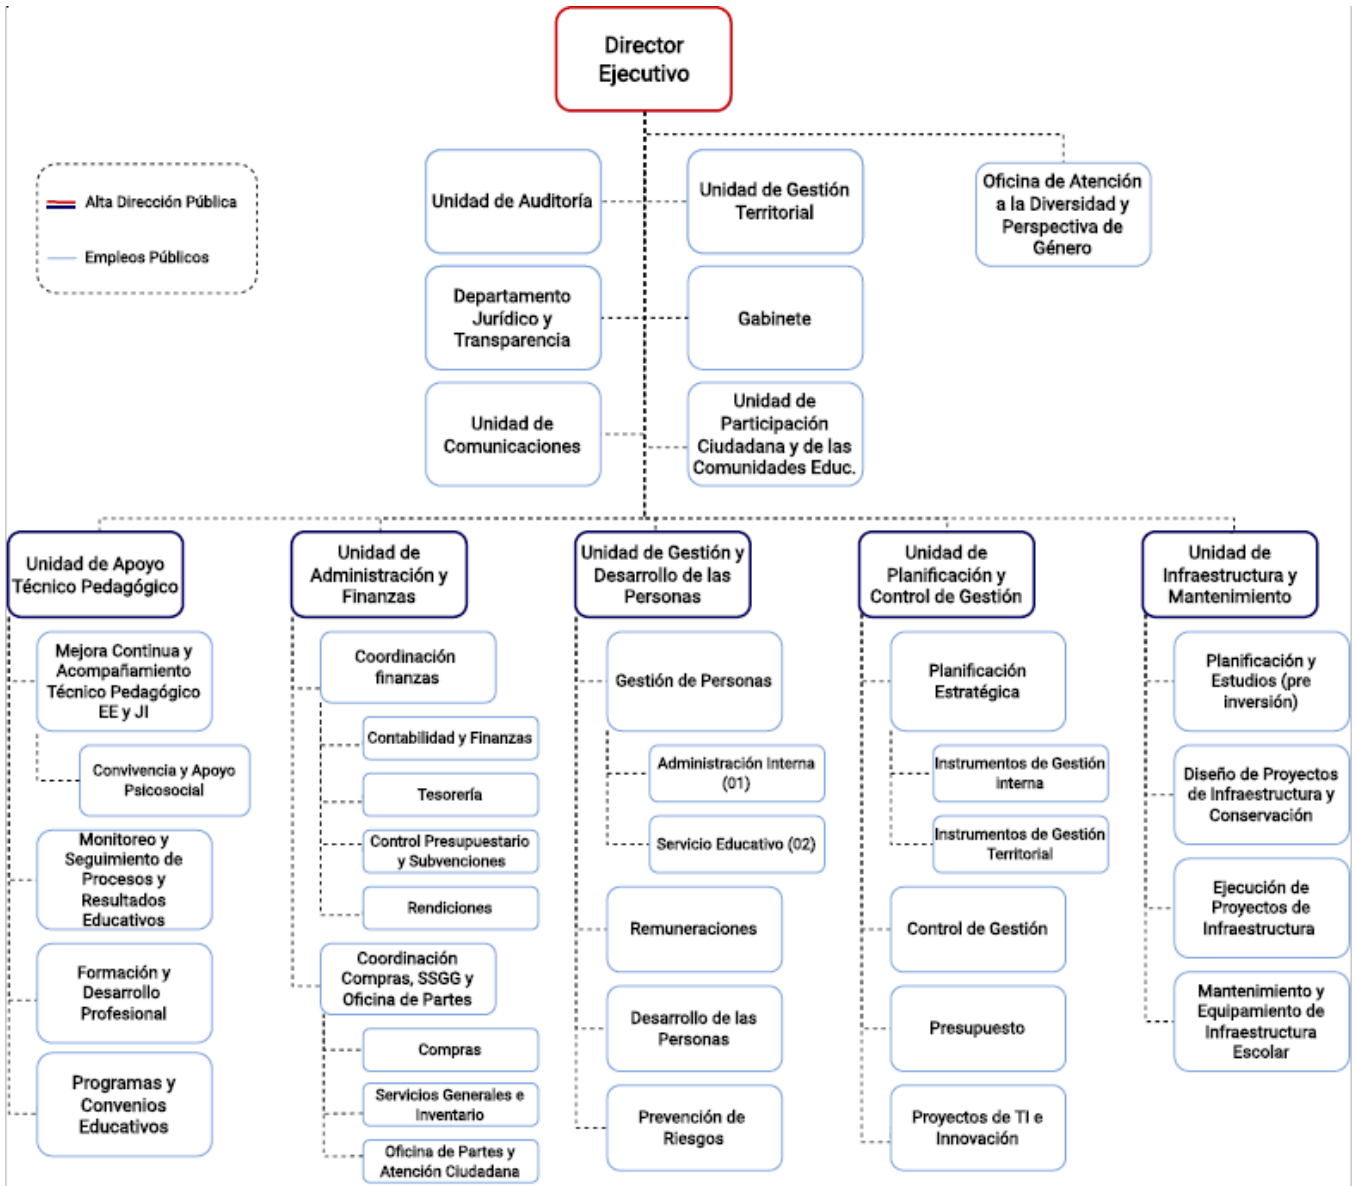 Director
Ejecutivo
Alta Dirección Pública
Empleos Públicos
Unidad de Auditoría
Unidad de Gestión
Territorial
Oficina de Atención
a la Diversidad y
Perspectiva de
Género
Departamento
Jurídico y
Transparencia
Gabinete
Unidad de
Comunicaciones
Unidad de
Participación
Ciudadana y de las
Comunidades Educ.
Unidad de Apoyo
Técnico Pedagógico
Mejora Continua y
Acompañamiento
Técnico Pedagógico
EE y JI
Convivencia y Apoyo
Psicosocial
Monitoreo y
Seguimiento de
Procesos y
Resultados
Educativos
Formación y
Desarrollo
Profesional
Programas y
Convenios
Educativos
Unidad de
Administración y
Finanzas
Coordinación
finanzas
Contabilidad y Finanzas
Tesorería
Control Presupuestario
y Subvenciones
Rendiciones
Coordinación
Compras, SSGG y
Oficina de Partes
Compras
Servicios Generales e
Inventario
Oficina de Partes y
Atención Ciudadana
Unidad de Gestión y
Desarrollo de las
Personas
Gestión de Personas
Administración Interna
(01)
Servicio Educativo (02)
Remuneraciones
Desarrollo de las
Personas
Prevención de
Riesgos
Unidad de
Planificación y
Control de Gestión
Planificación
Estratégica
Instrumentos de Gestión
interna
Instrumentos de Gestión
Territorial
Control de Gestión
Presupuesto
Proyectos de TI e
Innovación
Unidad de
Infraestructura y
Mantenimiento
Planificación y
Estudios (pre
inversión)
Diseño de Proyectos
de Infraestructura y
Conservación
Ejecución de
Proyectos de
Infraestructura
Mantenimiento y
Equipamiento de
Infraestructura
Escolar